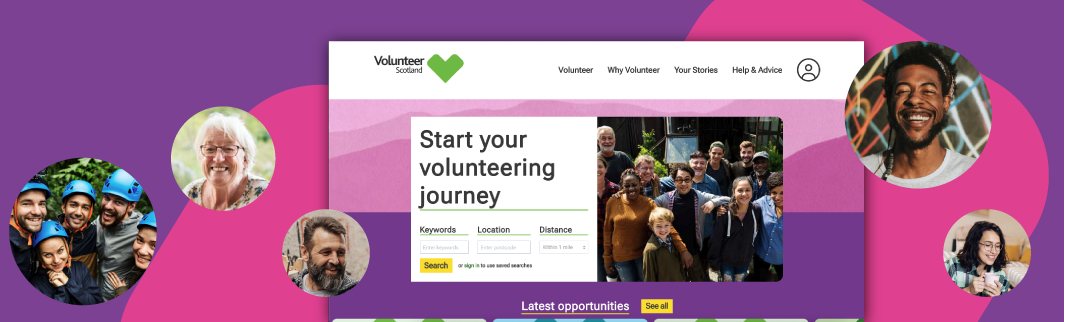 Volunteer
Scotland
Volunteer Why Volunteer Your Stories Help & Advice
Start your
volunteering
journey
Keywords Location Distance
Enter keywords Enter postcode Within 1 mile
Search or sign in to use saved searches
Latest opportunities See all